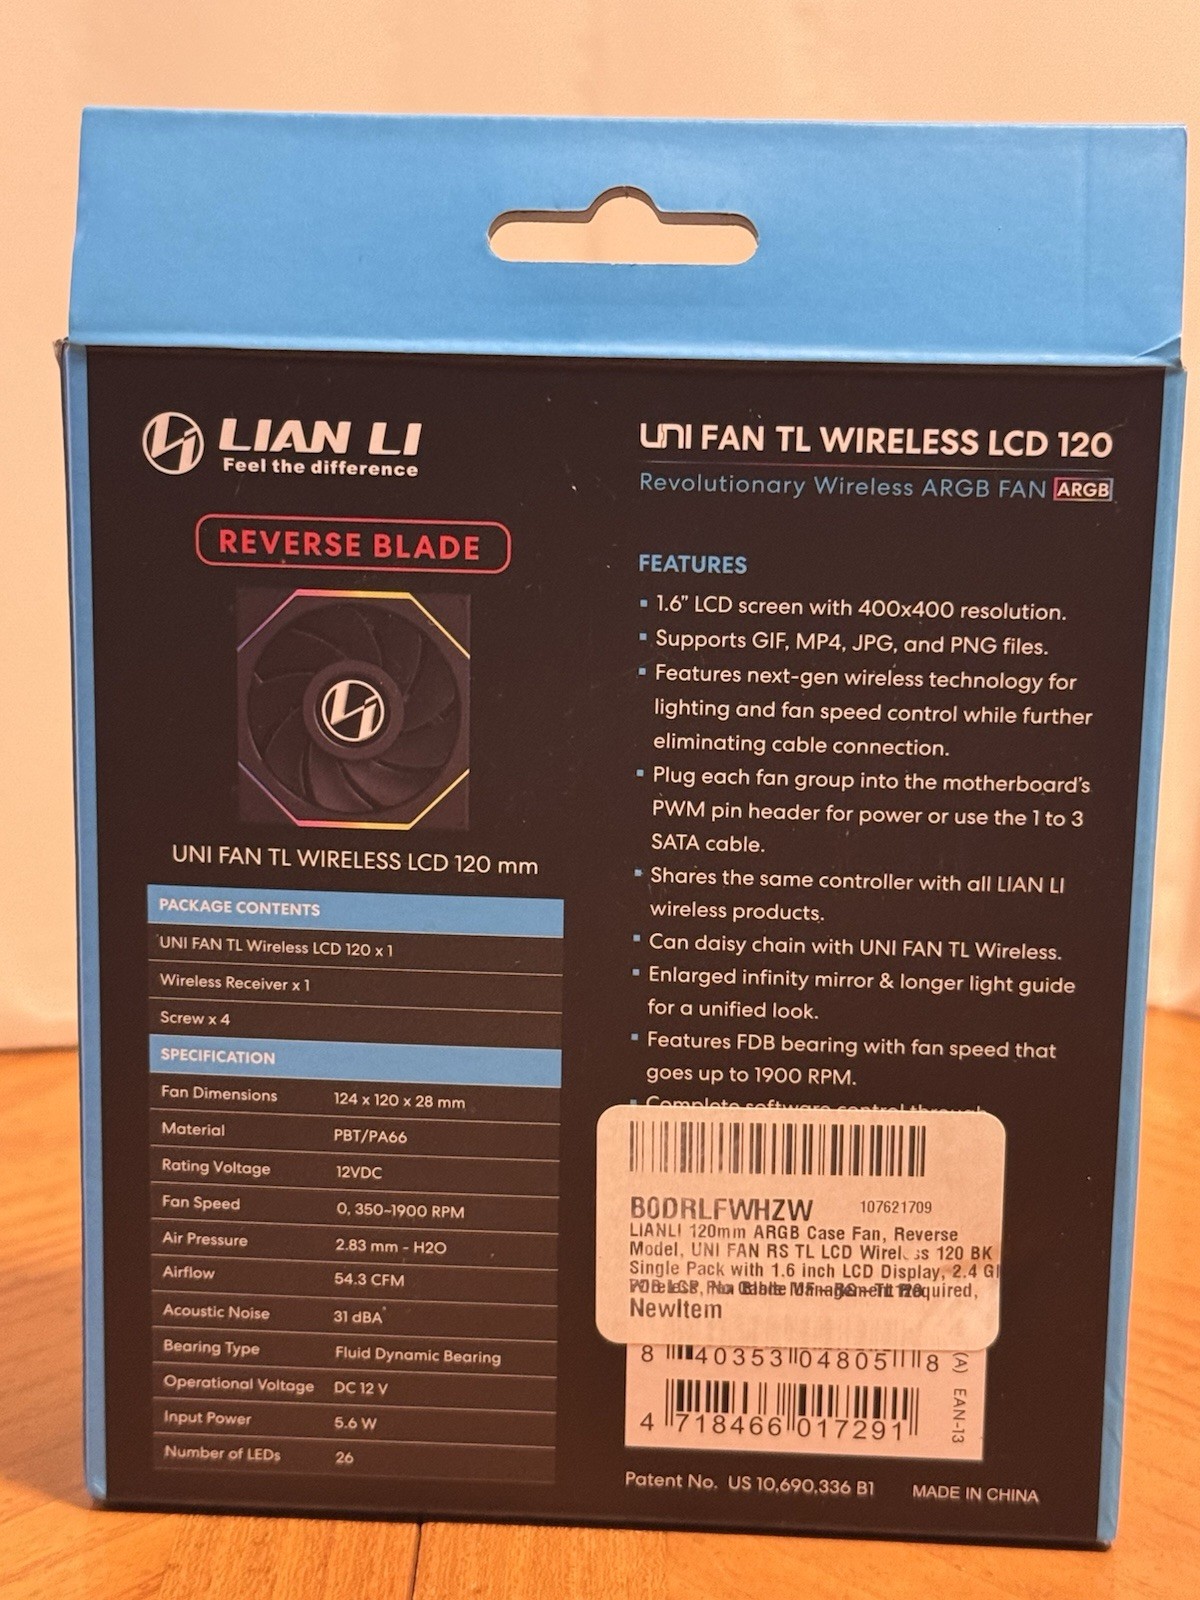 LIAN LI
Feel the difference
REVERSE BLADE
UNI FAN TL WIRELESS LCD 120 mm
PACKAGE CONTENTS
UNI FAN TL Wireless LCD 120 x 1
Wireless Receiver x 1
Screw x 4
SPECIFICATION
Fan Dimensions 124 x 120 x 28 mm
Material PBT/PA66
Rating Voltage 12VDC
Fan Speed 0, 350~1900 RPM
Air Pressure 2.83 mm - H2O
Airflow 54.3 CFM
Acoustic Noise 31 dBA
Bearing Type Fluid Dynamic Bearing
Operational Voltage DC 12 V
Input Power 5.6 W
Number of LEDs 26
UNI FAN TL WIRELESS LCD 120
Revolutionary Wireless ARGB FAN ARGB
FEATURES
▪ 1.6” LCD screen with 400x400 resolution.
▪ Supports GIF, MP4, JPG, and PNG files.
▪ Features next-gen wireless technology for
lighting and fan speed control while further
eliminating cable connection.
▪ Plug each fan group into the motherboard's
PWM pin header for power or use the 1 to 3
SATA cable.
▪ Shares the same controller with all LIAN LI
wireless products.
▪ Can daisy chain with UNI FAN TL Wireless.
▪ Enlarged infinity mirror & longer light guide
for a unified look.
▪ Features FDB bearing with fan speed that
goes up to 1900 RPM.
▪ Complete software control through
B0DRLFWHZW 107621709
LIANLI 120mm ARGB Case Fan, Reverse
Model, UNI FAN RS TL LCD Wireless 120 BK
Single Pack with 1.6 inch LCD Display, 2.4 G
NewItem
8 40353 04805 8
(A) EAN-13
4 718466 017291
Patent No. US 10,690,336 B1 MADE IN CHINA